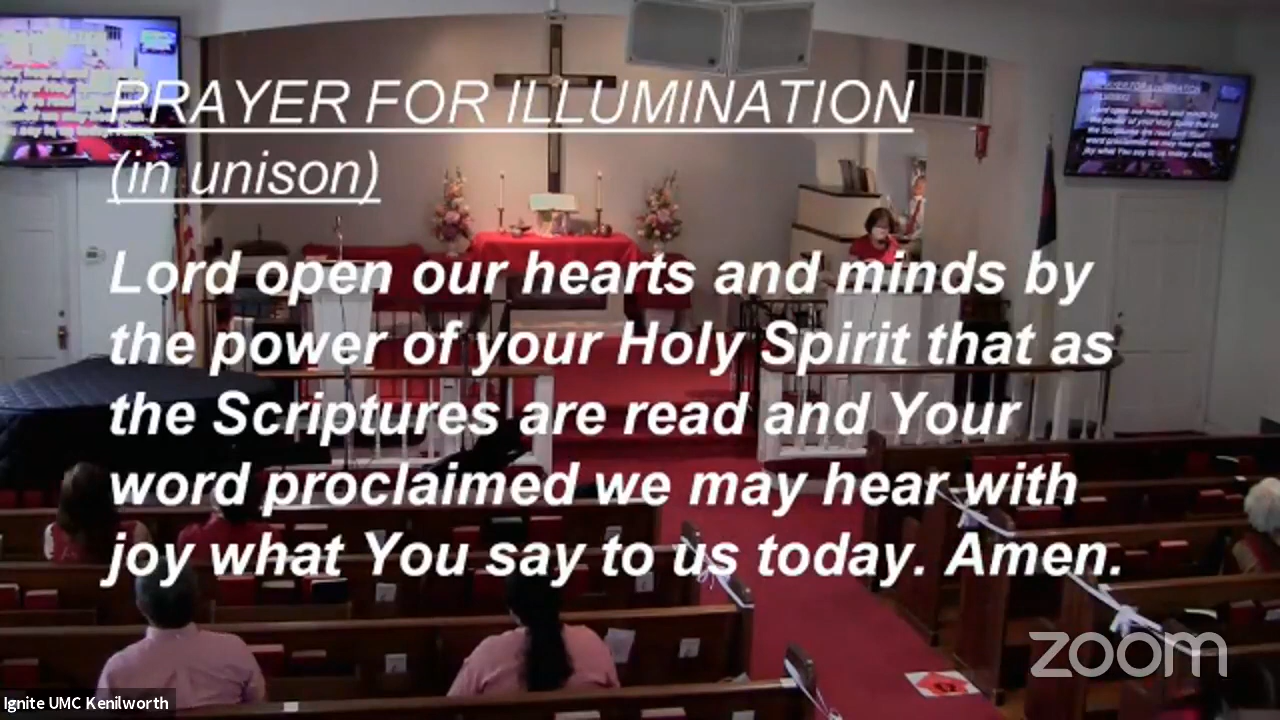 PRAYER FOR ILLUMINATION
(in unison)
Lord open our hearts and minds by
the power of your Holy Spirit that as
the Scriptures are read and Your
word proclaimed we may hear with
joy what You say to us today. Amen.
zoom
Ignite UMC Kenilworth